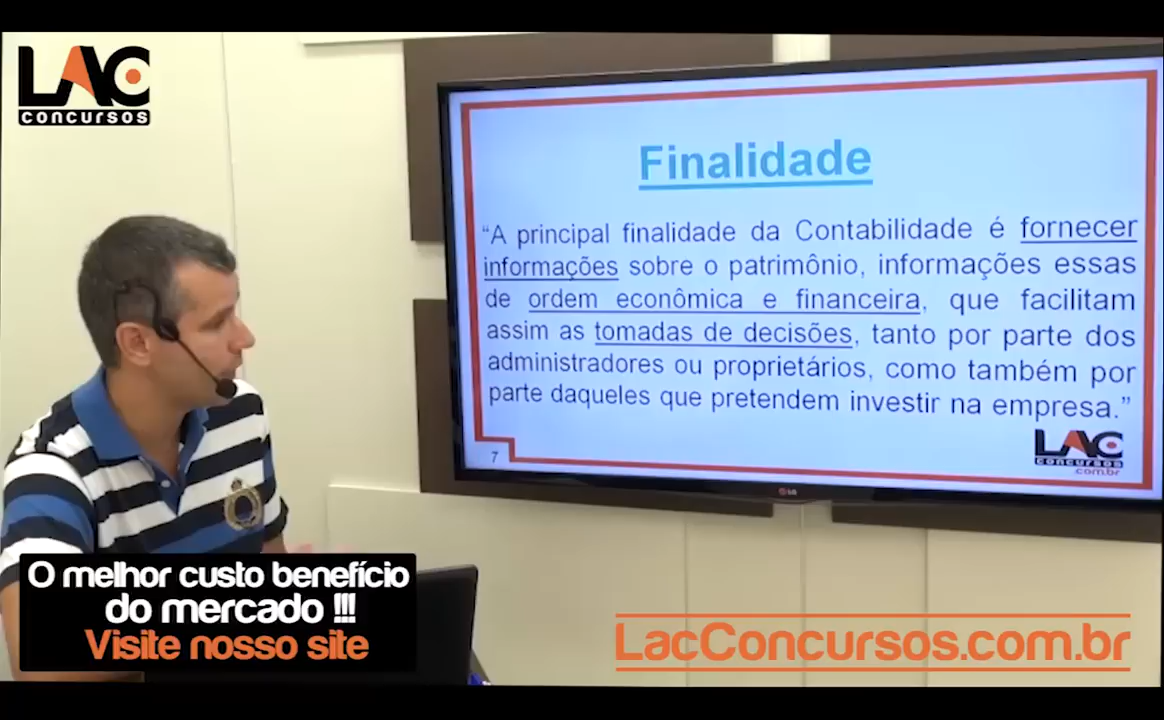 LAC
concursos
Finalidade
“A principal finalidade da Contabilidade é fornecer
informações sobre o patrimônio, informações essas
de ordem econômica e financeira, que facilitam
assim as tomadas de decisões, tanto por parte dos
administradores ou proprietários, como também por
parte daqueles que pretendem investir na empresa.”
7
LAC
concursos
.com.br
LG
O melhor custo benefício
do mercado !!!
Visite nosso site
LacConcursos.com.br